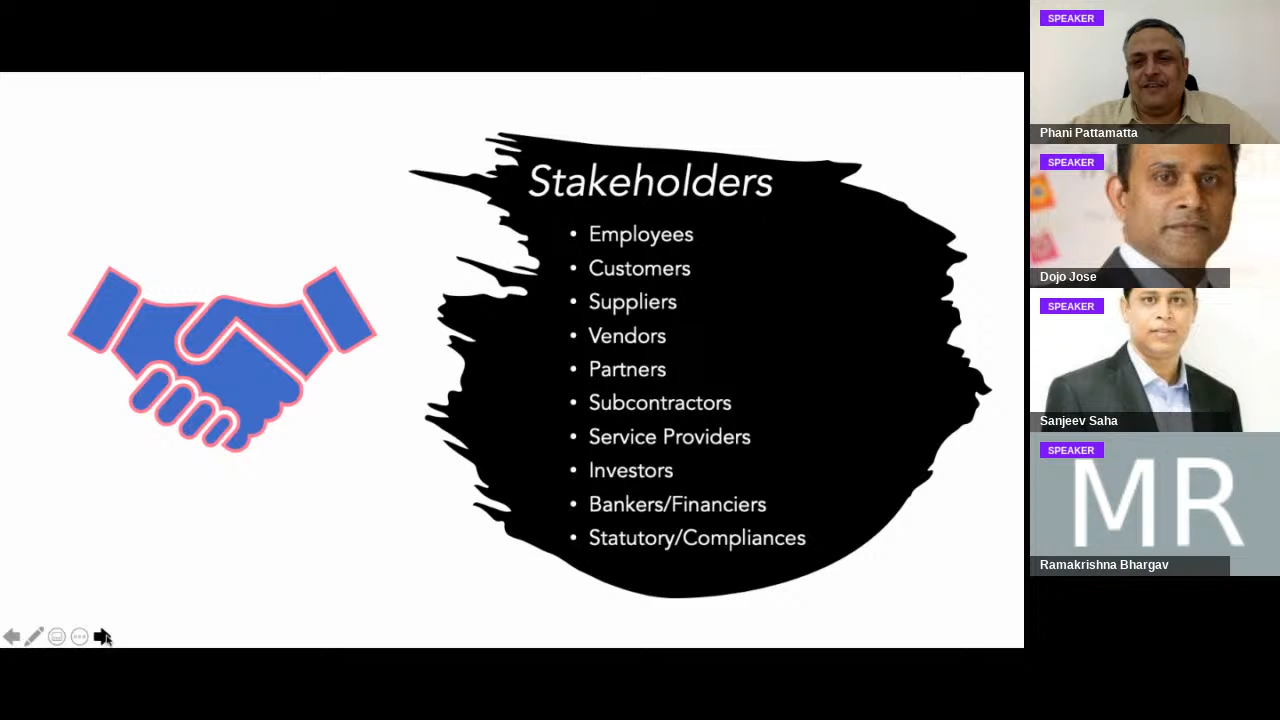 Stakeholders
• Employees
• Customers
• Suppliers
• Vendors
• Partners
• Subcontractors
• Service Providers
• Investors
• Bankers/Financiers
• Statutory/Compliances
SPEAKER
Phani Pattamatta
SPEAKER
Dojo Jose
SPEAKER
Sanjeev Saha
SPEAKER
MR
Ramakrishna Bhargav